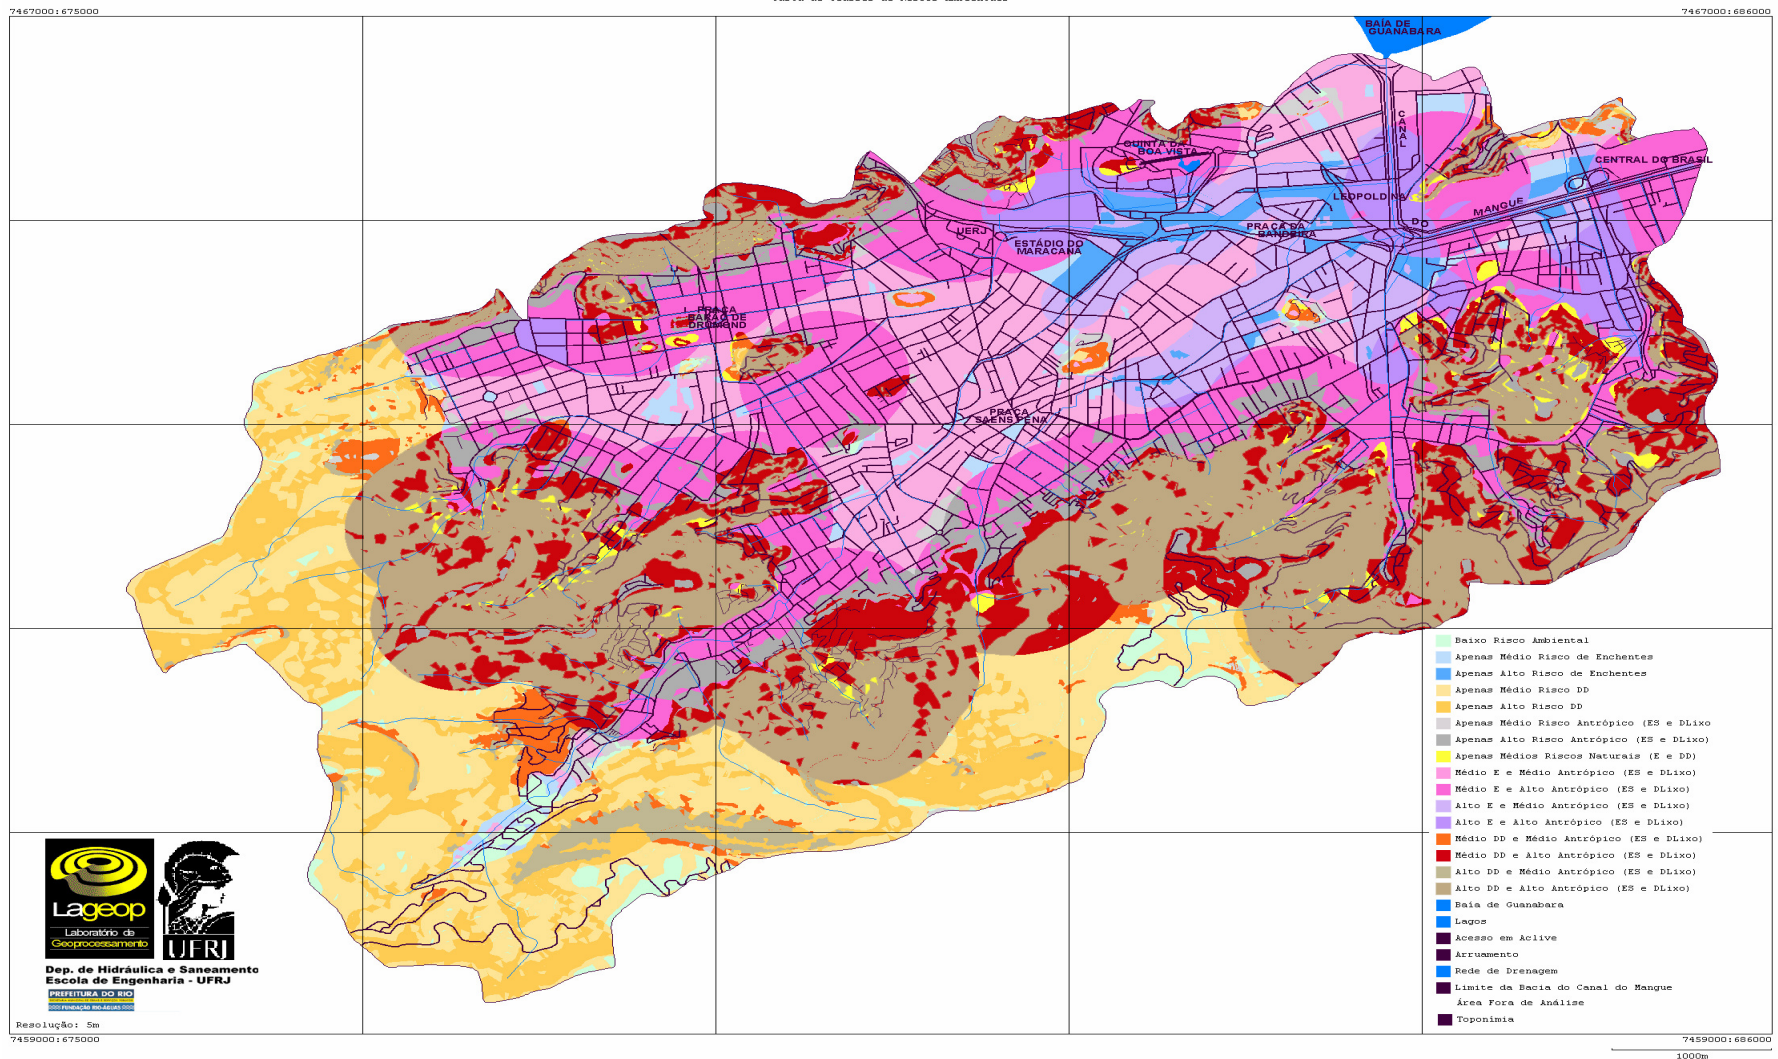 7467000:675000
7467000:686000
BAÍA DE
GUANABARA
CANAL
QUINTA DA
BOA VISTA
CENTRAL DO BRASIL
LEOPOLDINA
MANGUE
DO
UERJ
PRAÇA DA
BANDEIRA
ESTÁDIO DO
MARACANÃ
PRAÇA
BARÃO DE
DRUMOND
PRAÇA
SAENS PENA
Baixo Risco Ambiental
Apenas Médio Risco de Enchentes
Apenas Alto Risco de Enchentes
Apenas Médio Risco DD
Apenas Alto Risco DD
Apenas Médio Risco Antrópico (ES e DLixo
Apenas Alto Risco Antrópico (ES e DLixo)
Apenas Médios Riscos Naturais (E e DD)
Médio E e Médio Antrópico (ES e DLixo)
Médio E e Alto Antrópico (ES e DLixo)
Alto E e Médio Antrópico (ES e DLixo)
Alto E e Alto Antrópico (ES e DLixo)
Médio DD e Médio Antrópico (ES e DLixo)
Médio DD e Alto Antrópico (ES e DLixo)
Alto DD e Médio Antrópico (ES e DLixo)
Alto DD e Alto Antrópico (ES e DLixo)
Baía de Guanabara
Lagos
Acesso em Aclive
Arruamento
Rede de Drenagem
Limite da Bacia do Canal do Mangue
Área Fora de Análise
Toponímia
Lageop
Laboratório de
Geoprocessamento
UFRJ
Dep. de Hidráulica e Saneamento
Escola de Engenharia - UFRJ
PREFEITURA DO RIO
FUNDAÇÃO RIO-ÁGUAS
Resolução: 5m
7459000:675000
7459000:686000
1000m